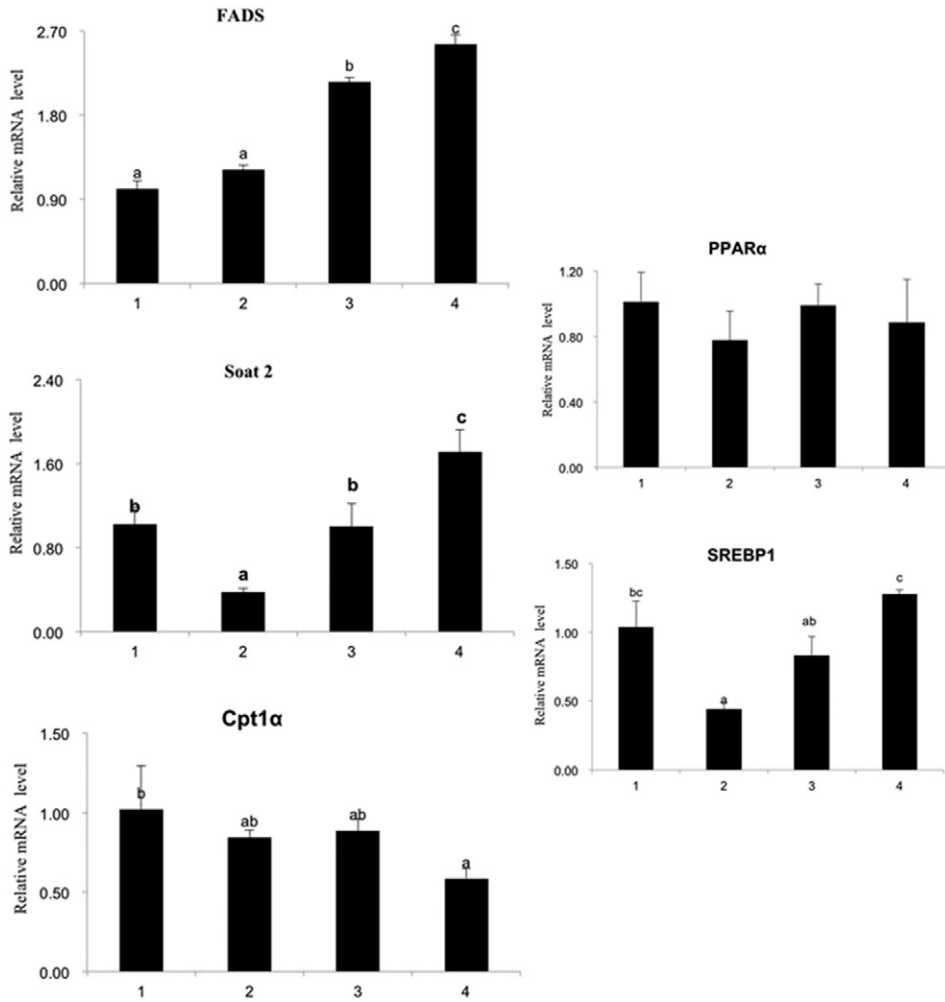 FADS
Relative mRNA level
2.70
1.80
0.90
0.00
a
a
b
c
1 2 3 4
Soat 2
Relative mRNA level
2.40
1.60
0.80
0.00
b
a
b
c
1 2 3 4
Cpt1α
Relative mRNA level
1.50
1.00
0.50
0.00
b
ab
ab
a
1 2 3 4
PPARα
Relative mRNA level
1.20
0.80
0.40
0.00
1 2 3 4
SREBP1
Relative mRNA level
1.50
1.00
0.50
0.00
bc
a
ab
c
1 2 3 4